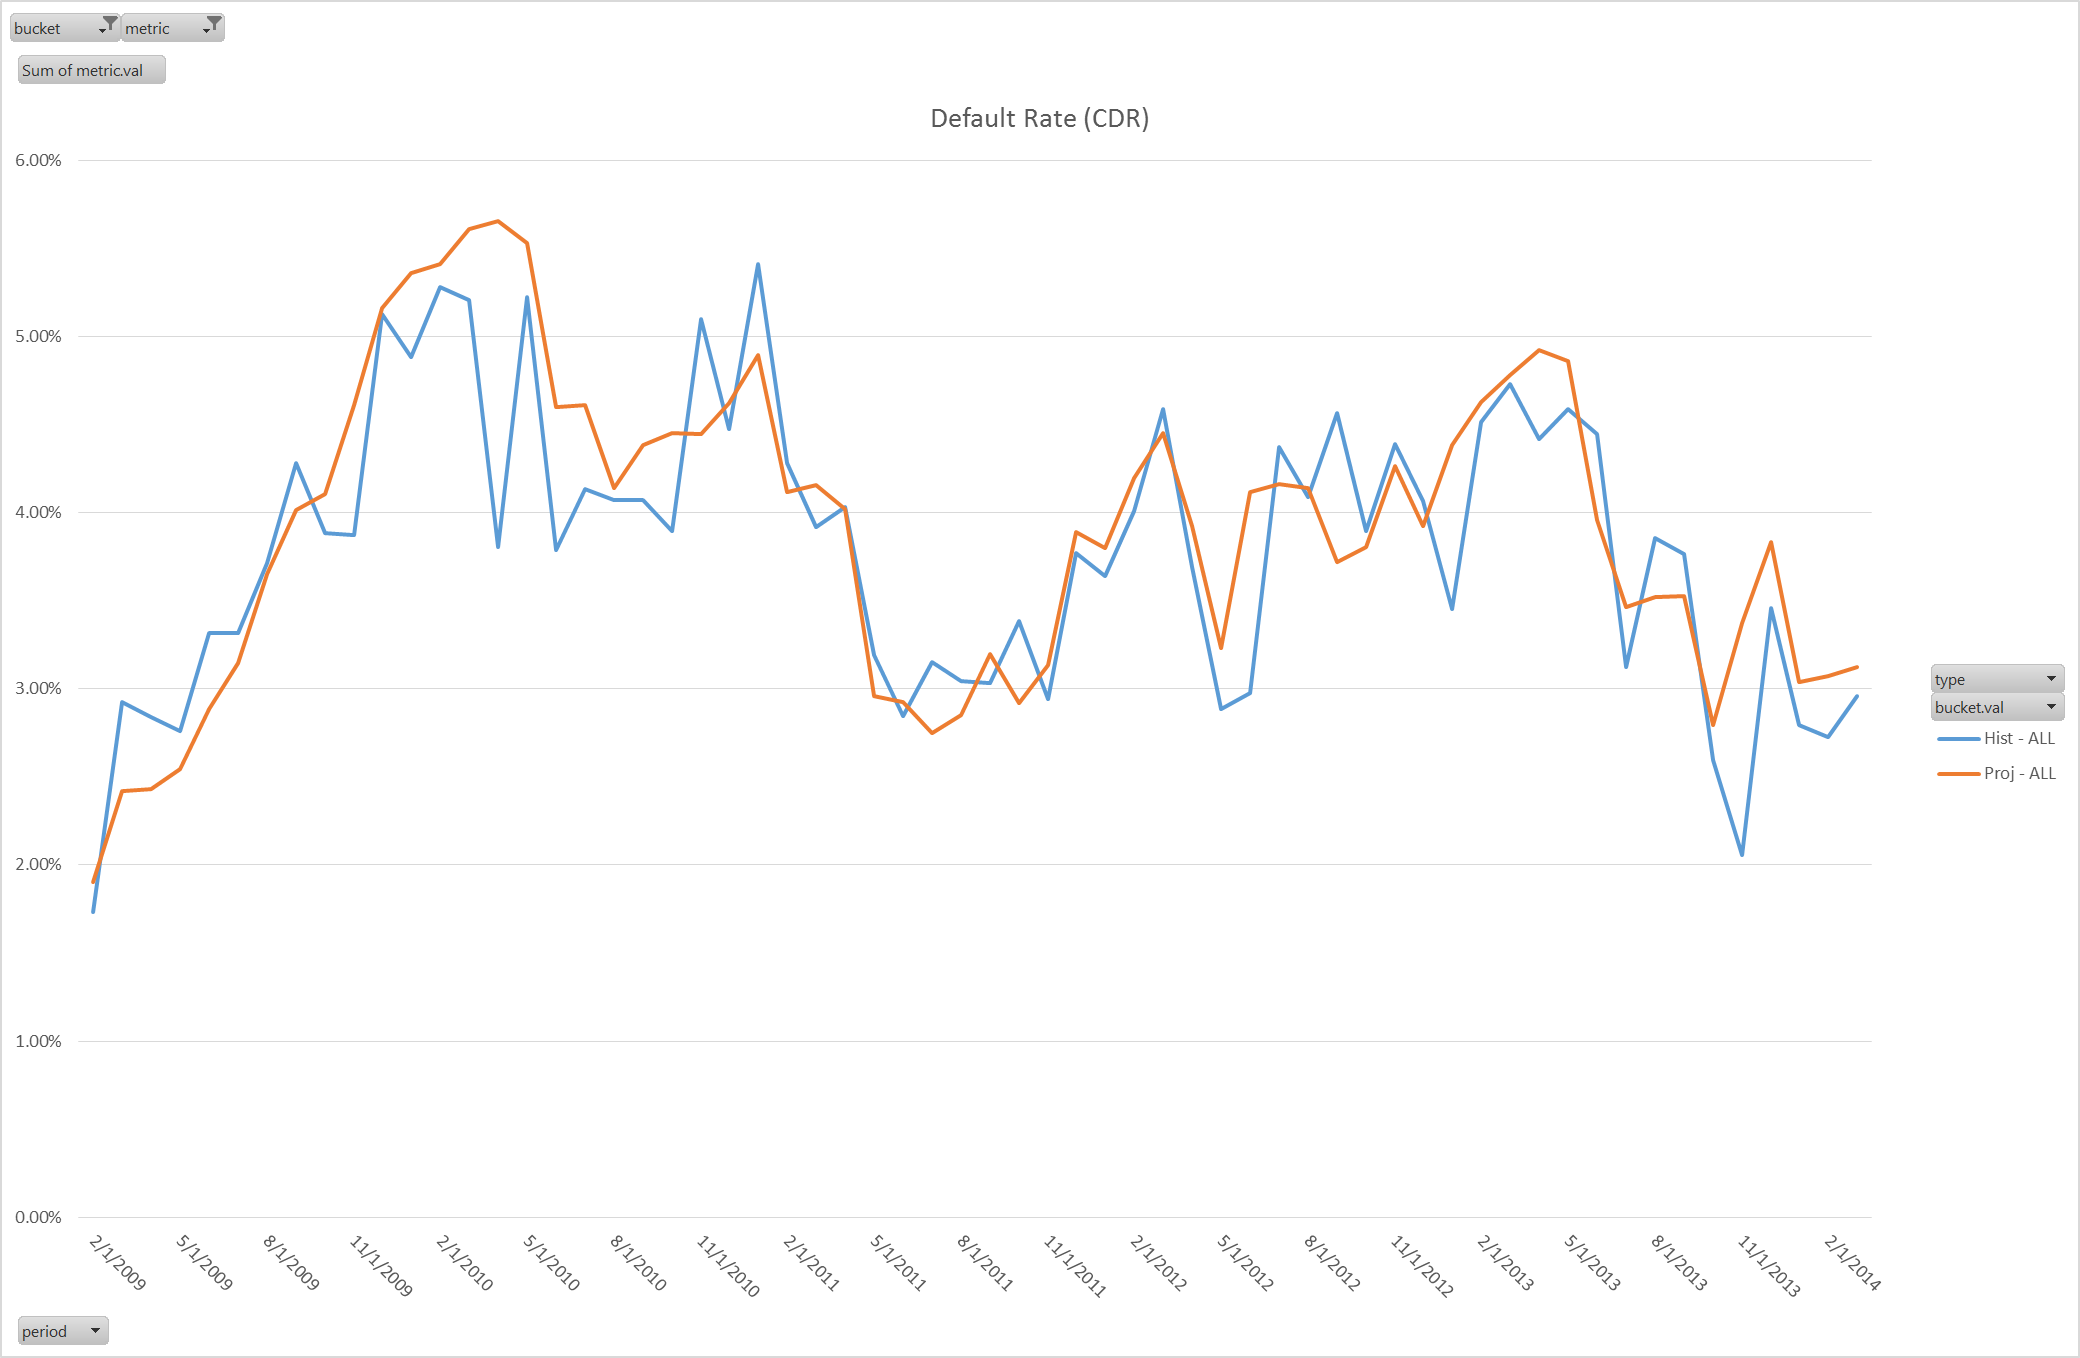 bucket metric
Sum of metric.val
Default Rate (CDR)
6.00%
5.00%
4.00%
3.00%
2.00%
1.00%
0.00%
type
bucket.val
Hist - ALL
Proj - ALL
2/1/2009 5/1/2009 8/1/2009 11/1/2009 2/1/2010 5/1/2010 8/1/2010 11/1/2010 2/1/2011 5/1/2011 8/1/2011 11/1/2011 2/1/2012 5/1/2012 8/1/2012 11/1/2012 2/1/2013 5/1/2013 8/1/2013 11/1/2013 2/1/2014
period